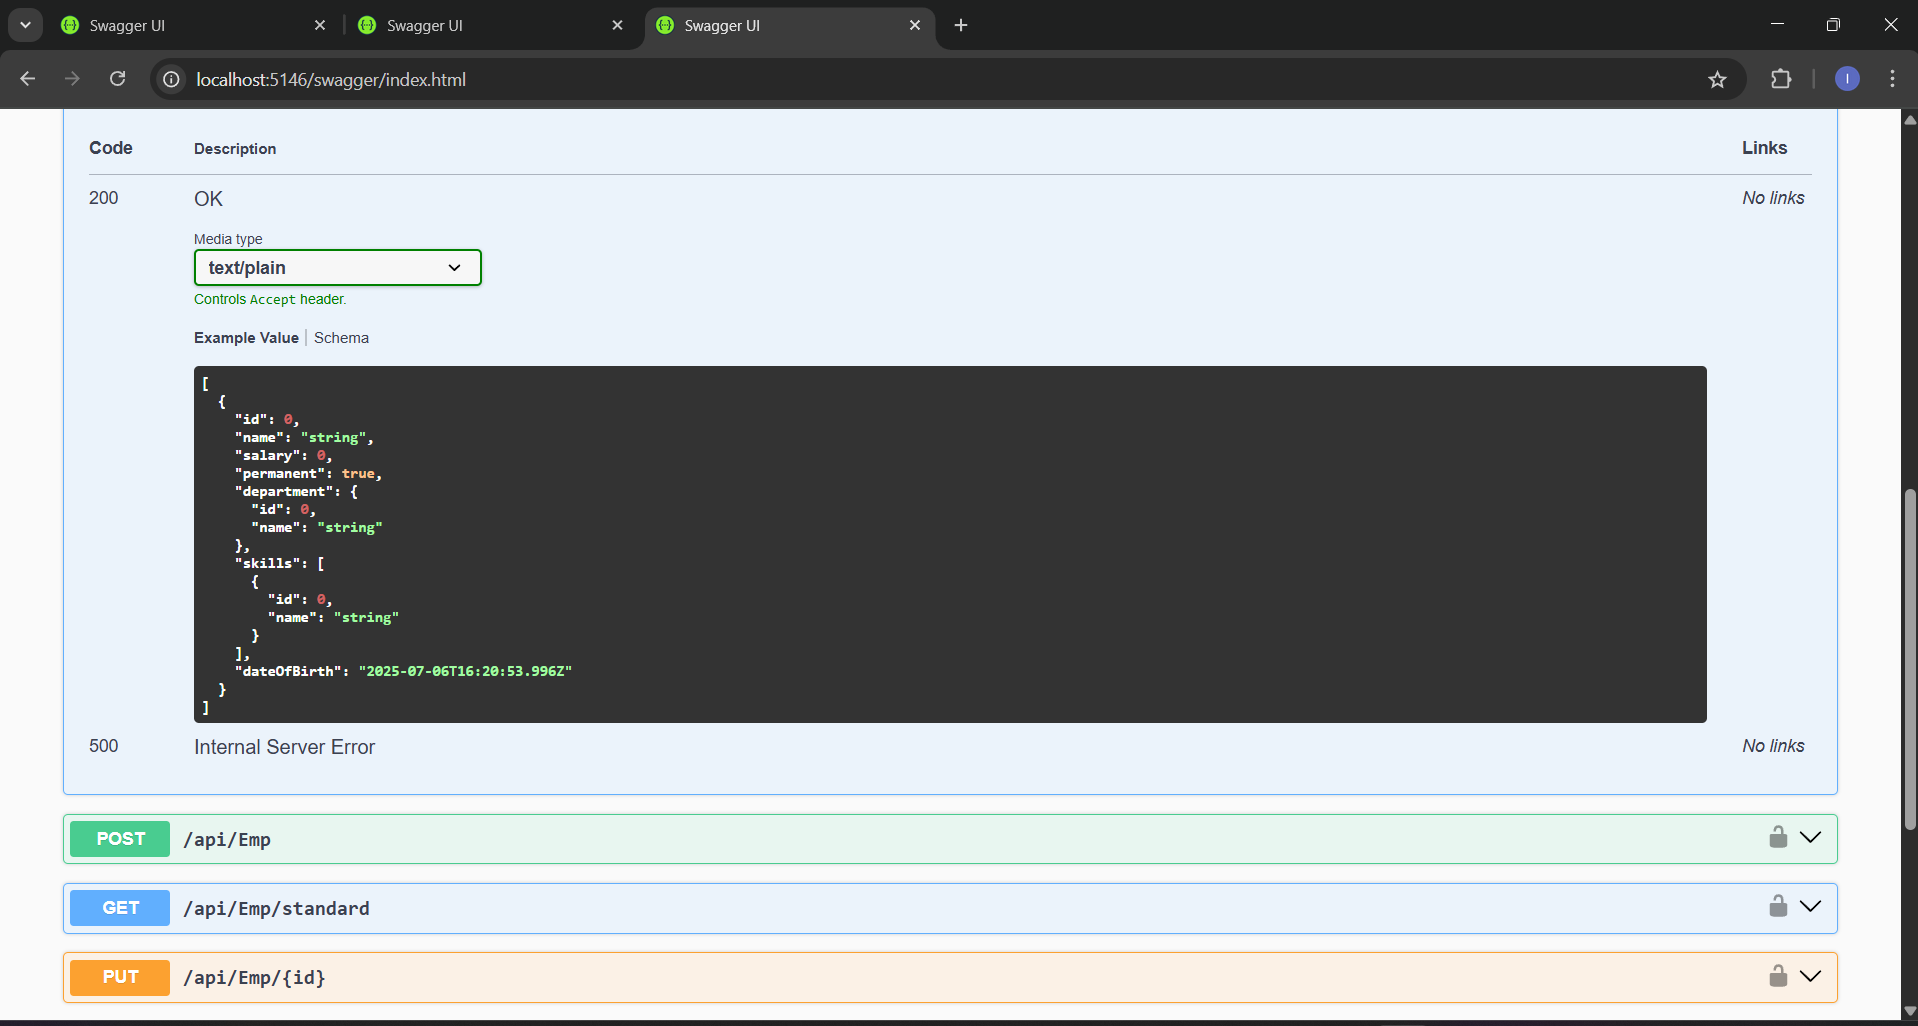 Swagger UI
Swagger UI
Swagger UI
localhost:5146/swagger/index.html
I
Code Description Links
200 OK No links
Media type
text/plain
Controls Accept header.
Example Value Schema
[
  {
    "id": 0,
    "name": "string",
    "salary": 0,
    "permanent": true,
    "department": {
      "id": 0,
      "name": "string"
    },
    "skills": [
      {
        "id": 0,
        "name": "string"
      }
    ],
    "dateOfBirth": "2025-07-06T16:20:53.996Z"
  }
]
500 Internal Server Error No links
POST /api/Emp
GET /api/Emp/standard
PUT /api/Emp/{id}